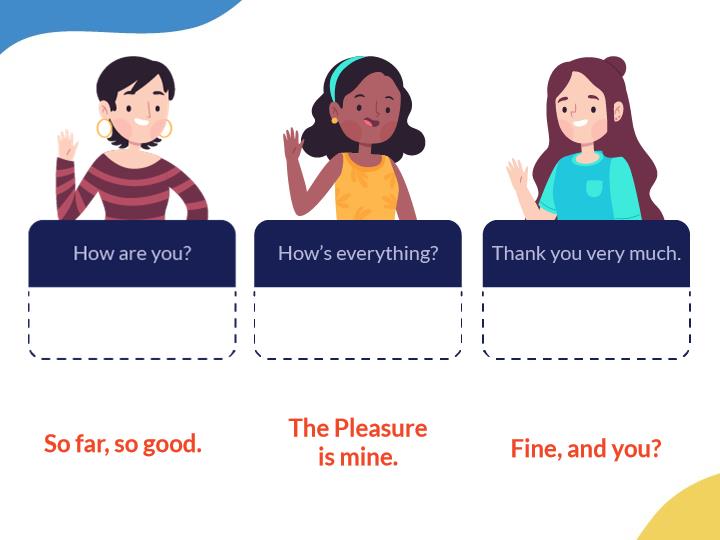 How are you?
How's everything?
Thank you very much.
So far, so good.
The Pleasure
is mine.
Fine, and you?